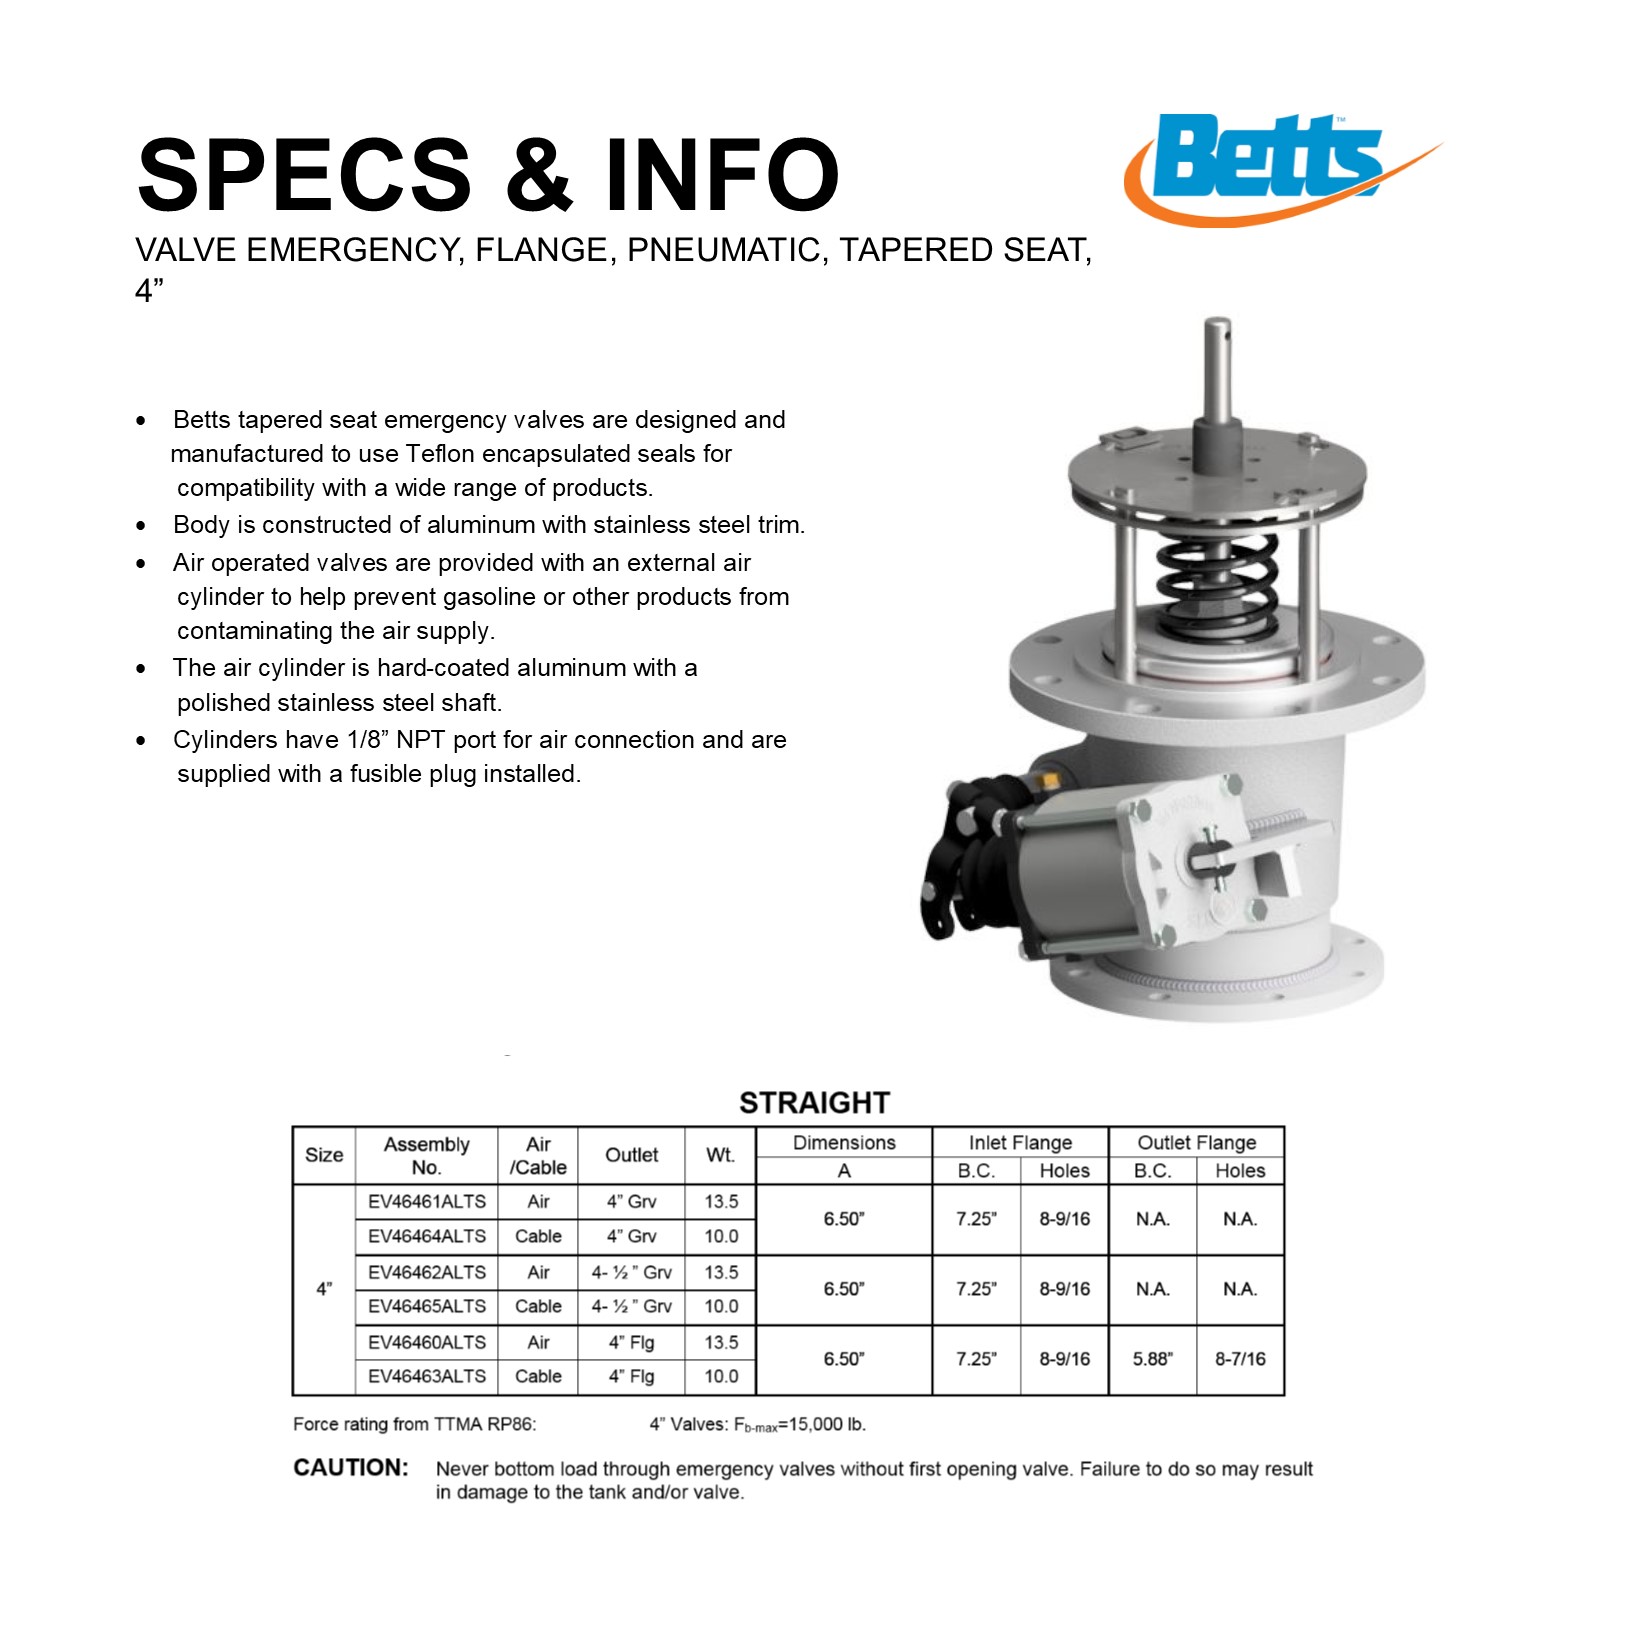 Betts™
SPECS & INFO
VALVE EMERGENCY, FLANGE, PNEUMATIC, TAPERED SEAT,
4”
• Betts tapered seat emergency valves are designed and
manufactured to use Teflon encapsulated seals for
compatibility with a wide range of products.
• Body is constructed of aluminum with stainless steel trim.
• Air operated valves are provided with an external air
cylinder to help prevent gasoline or other products from
contaminating the air supply.
• The air cylinder is hard-coated aluminum with a
polished stainless steel shaft.
• Cylinders have 1/8” NPT port for air connection and are
supplied with a fusible plug installed.
STRAIGHT
Size Assembly No. Air /Cable Outlet Wt. Dimensions Inlet Flange Outlet Flange
A B.C. Holes B.C. Holes
4”
EV46461ALTS Air 4” Grv 13.5
6.50” 7.25” 8-9/16 N.A. N.A.
EV46464ALTS Cable 4” Grv 10.0
EV46462ALTS Air 4- ½ ” Grv 13.5
6.50” 7.25” 8-9/16 N.A. N.A.
EV46465ALTS Cable 4- ½ ” Grv 10.0
EV46460ALTS Air 4” Flg 13.5
6.50” 7.25” 8-9/16 5.88” 8-7/16
EV46463ALTS Cable 4” Flg 10.0
Force rating from TTMA RP86: 4” Valves: Fb-max=15,000 lb.
CAUTION: Never bottom load through emergency valves without first opening valve. Failure to do so may result
in damage to the tank and/or valve.